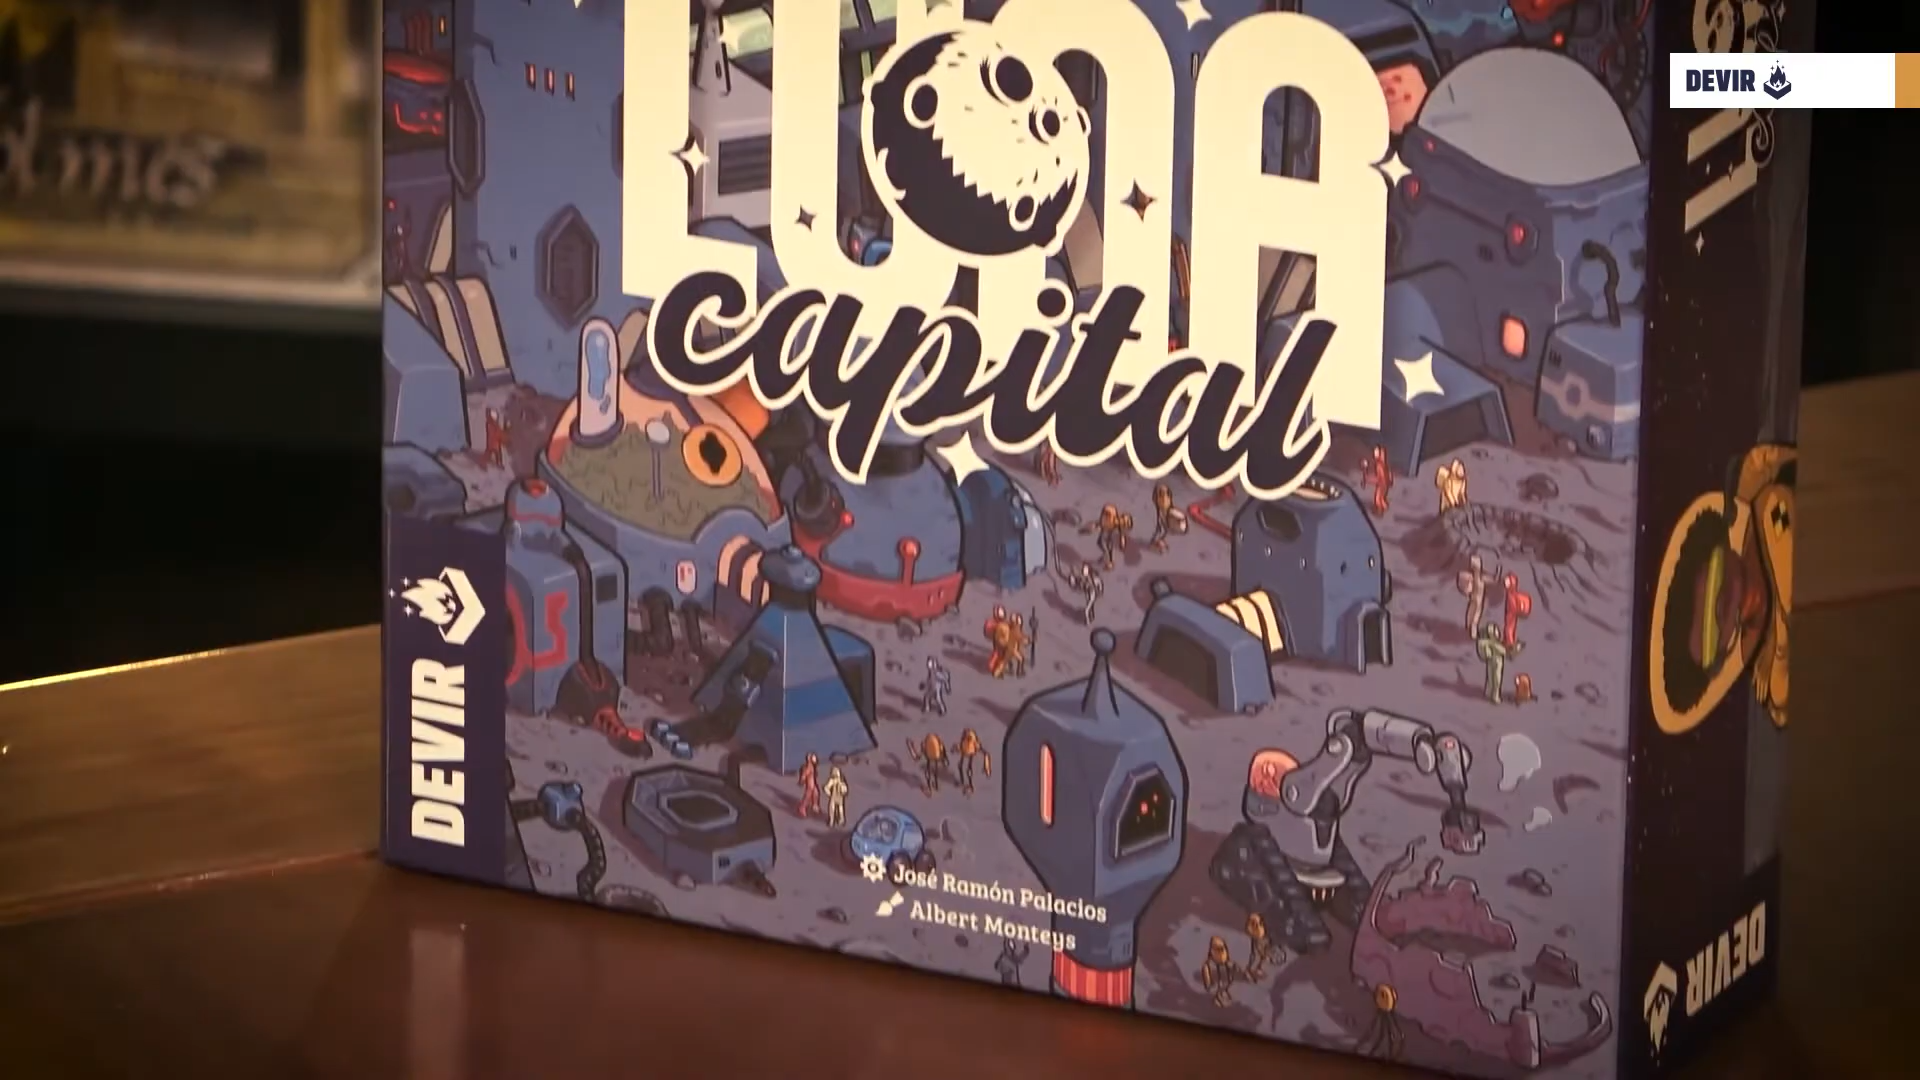 LUNA
capital
DEVIR
José Ramón Palacios
Albert Monteys
DEVIR
DEVIR